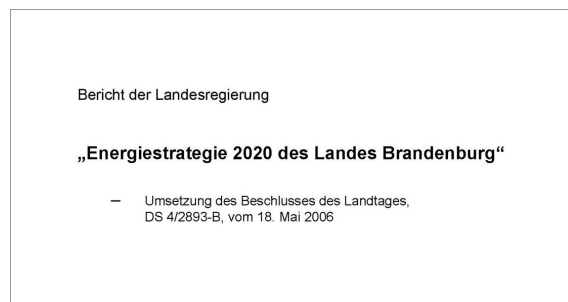 Bericht der Landesregierung
„Energiestrategie 2020 des Landes Brandenburg“
– Umsetzung des Beschlusses des Landtages,
DS 4/2893-B, vom 18. Mai 2006